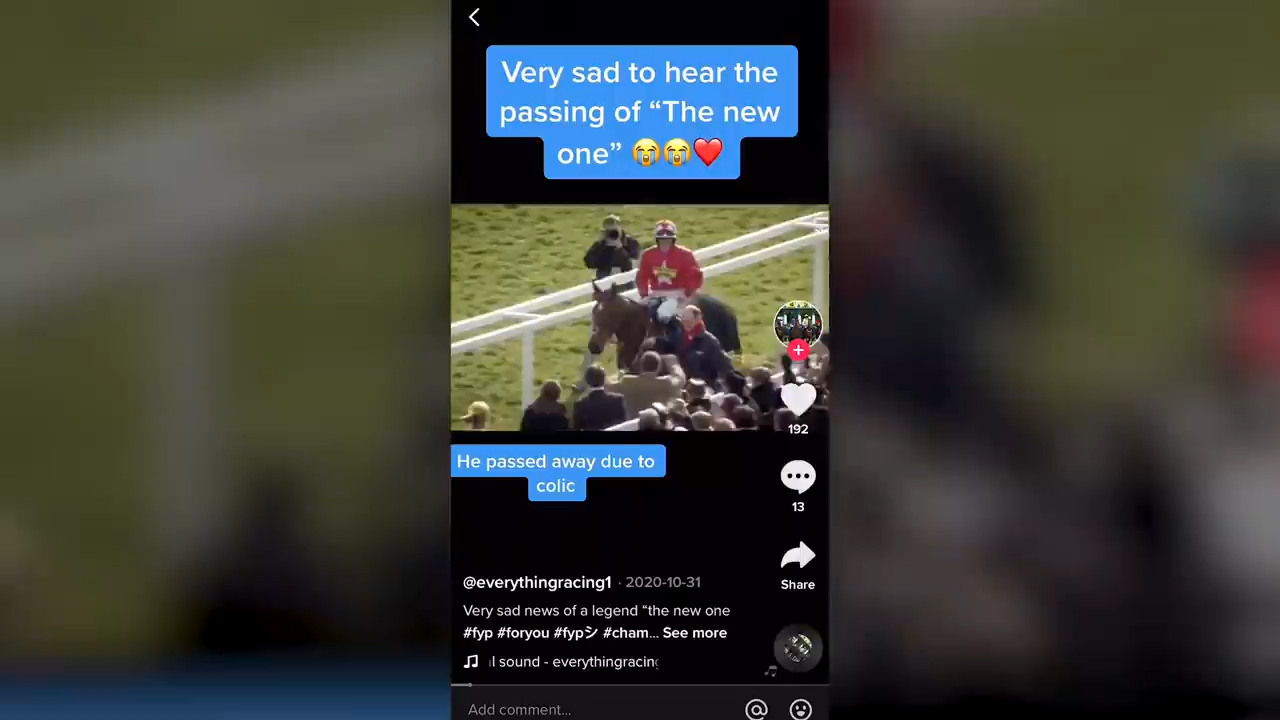 Very sad to hear the
passing of “The new
one” 😭😭❤️
192
He passed away due to
colic
13
Share
@everythingracing1 · 2020-10-31
Very sad news of a legend “the new one
#fyp #foryou #fypシ #cham... See more
l sound - everythingracing
Add comment...